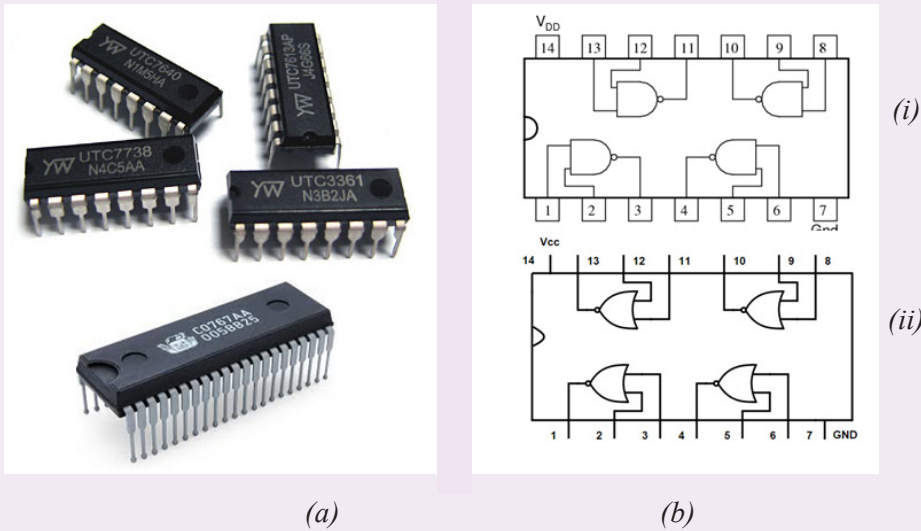 YW UTC7640
N1M5HA
YW UTC7613AP
J4G66S
YW UTC7738
N4C5AA
YW UTC3361
N3B2JA
C0767AA
005BB25
(a)
VDD
14 13 12 11 10 9 8
1 2 3 4 5 6 7
Gnd
(i)
Vcc
14 13 12 11 10 9 8
1 2 3 4 5 6 7 GND
(ii)
(b)